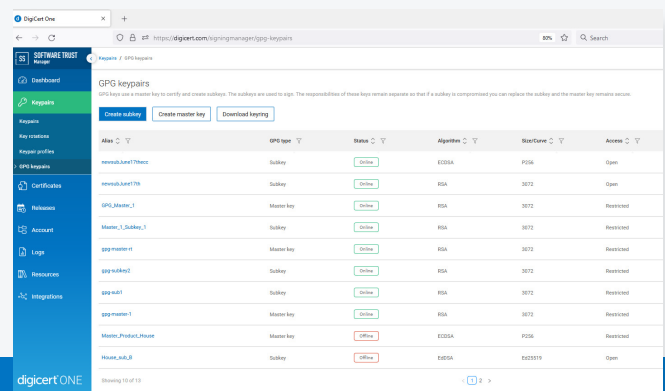 DigiCert One
https://digicert.com/signingmanager/gpg-keypairs
80%
Search
SS SOFTWARE TRUST
Manager
Keypairs / GPG keypairs
Dashboard
Keypairs
Keypairs
Key rotations
Keypair profiles
GPG keypairs
Certificates
Releases
Account
Logs
Resources
Integrations
digicert ONE
GPG keypairs
GPG Keys use a master key to certify and create subkeys. The subkeys are used to sign. The responsibilities of these keys remain separate so that if a subkey is compromised you can replace the subkey and the master key remains secure.
Create subkey Create master key Download keyring
Alias GPG type Status Algorithm Size/Curve Access
newsubJune17thecc Subkey Online ECDSA P256 Open
newsubJune17th Subkey Online RSA 3072 Open
GPG_Master_1 Master key Online RSA 3072 Restricted
Master_1_Subkey_1 Subkey Online RSA 3072 Restricted
gpg-master-rt Master key Online RSA 3072 Restricted
gpg-subkey2 Subkey Online RSA 3072 Restricted
gpg-sub1 Subkey Online RSA 3072 Restricted
gpg-master-1 Master key Online RSA 3072 Restricted
Master_Product_House Master key Offline ECDSA P256 Restricted
House_sub_B Subkey Offline EdDSA Ed25519 Open
Showing 10 of 13
1 2